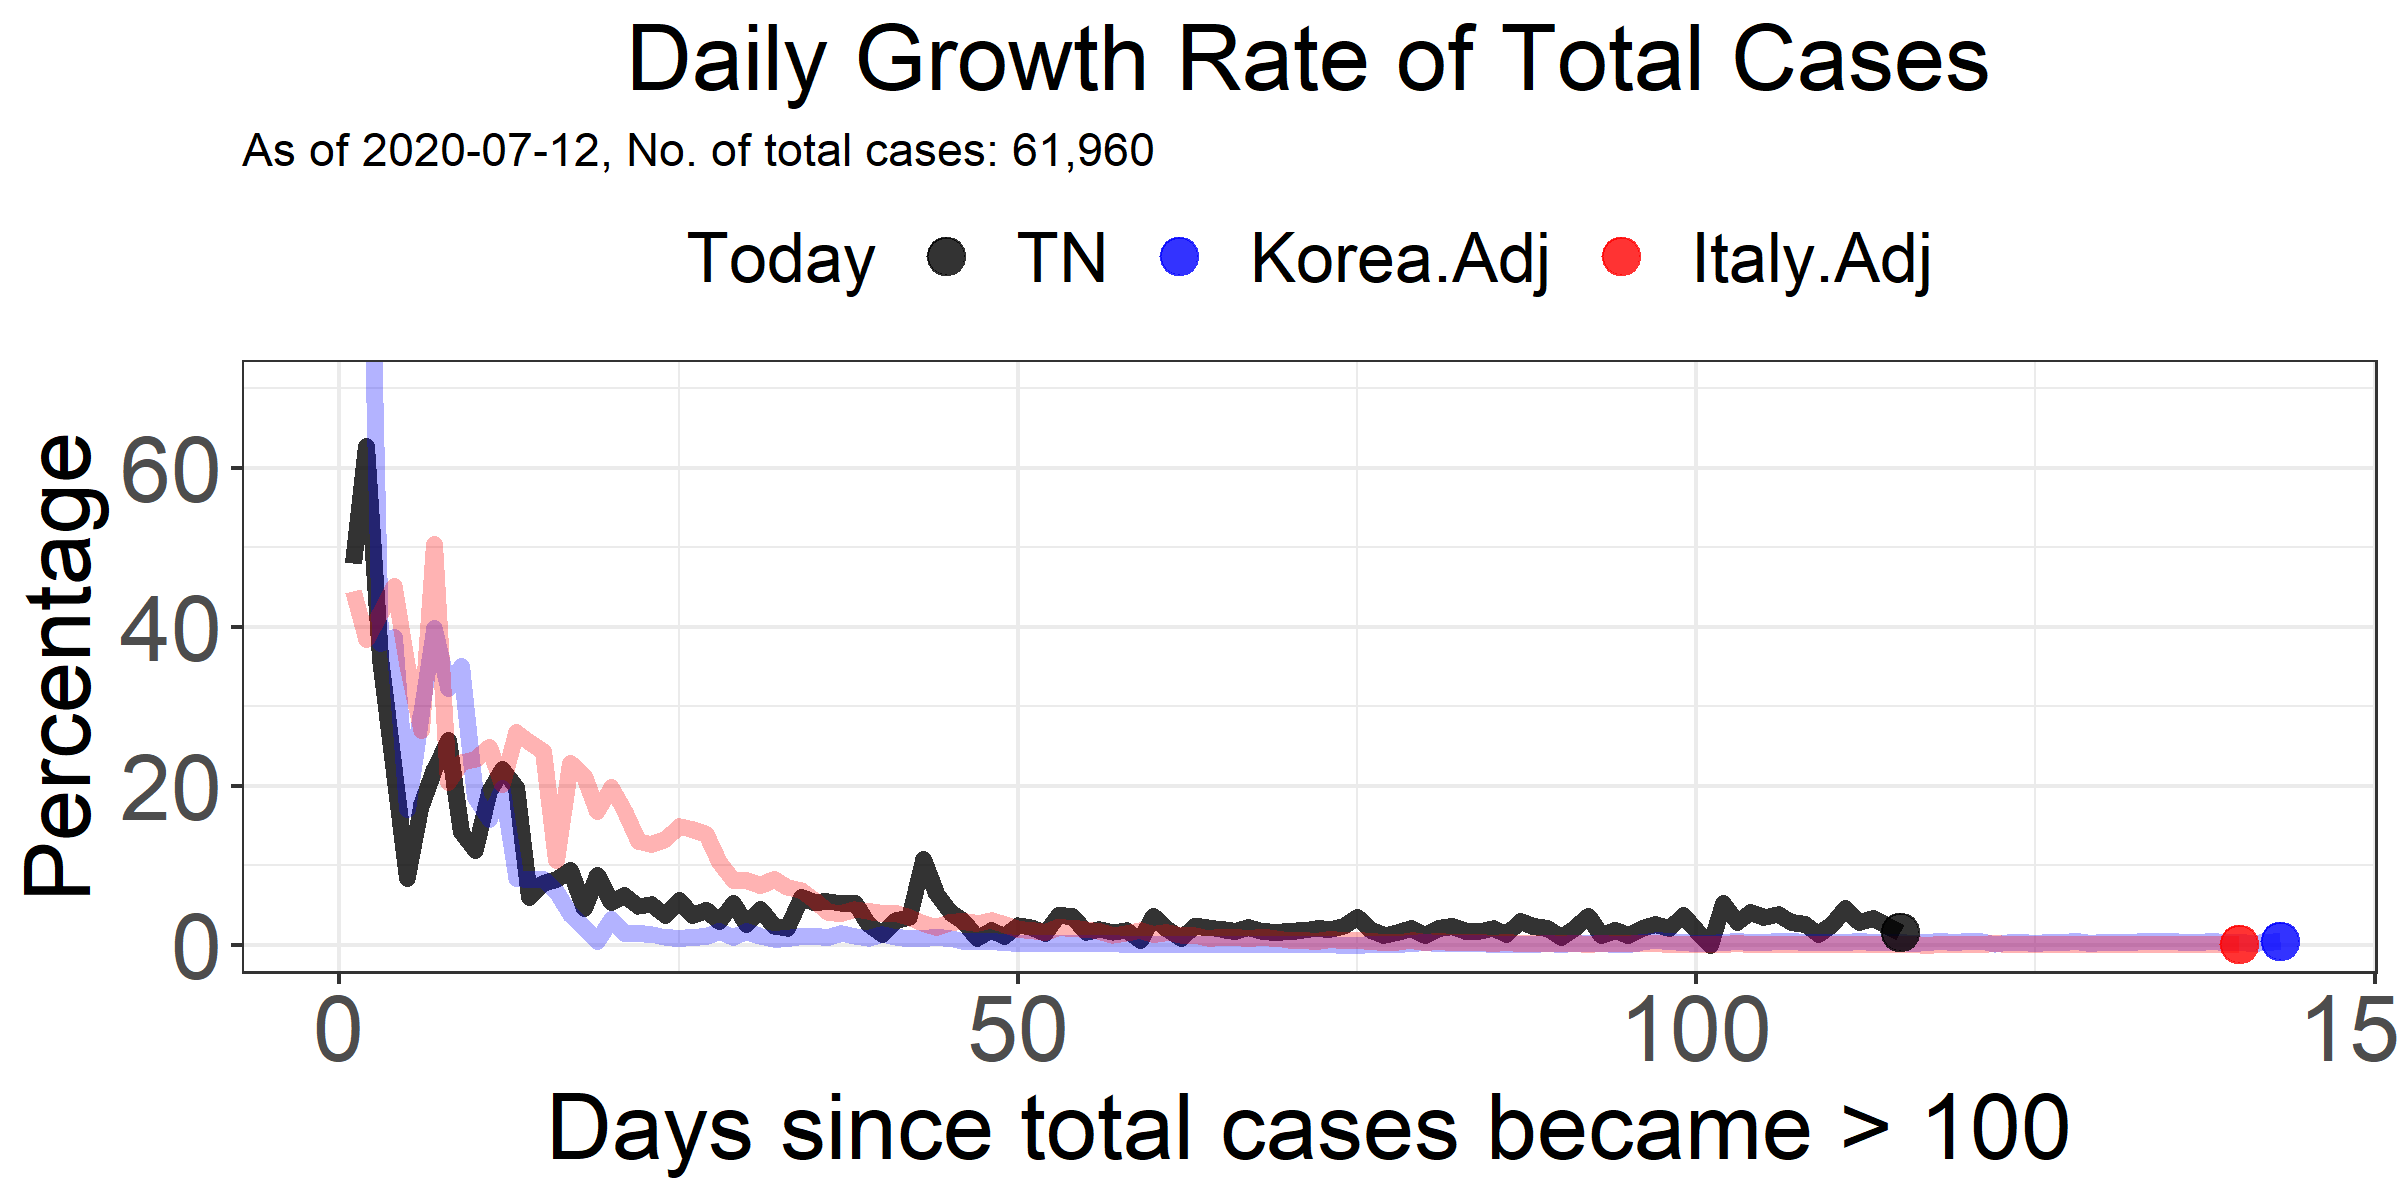 Daily Growth Rate of Total Cases
As of 2020-07-12, No. of total cases: 61,960
Today TN Korea.Adj Italy.Adj
Percentage
60
40
20
0
0 50 100 15
Days since total cases became > 100